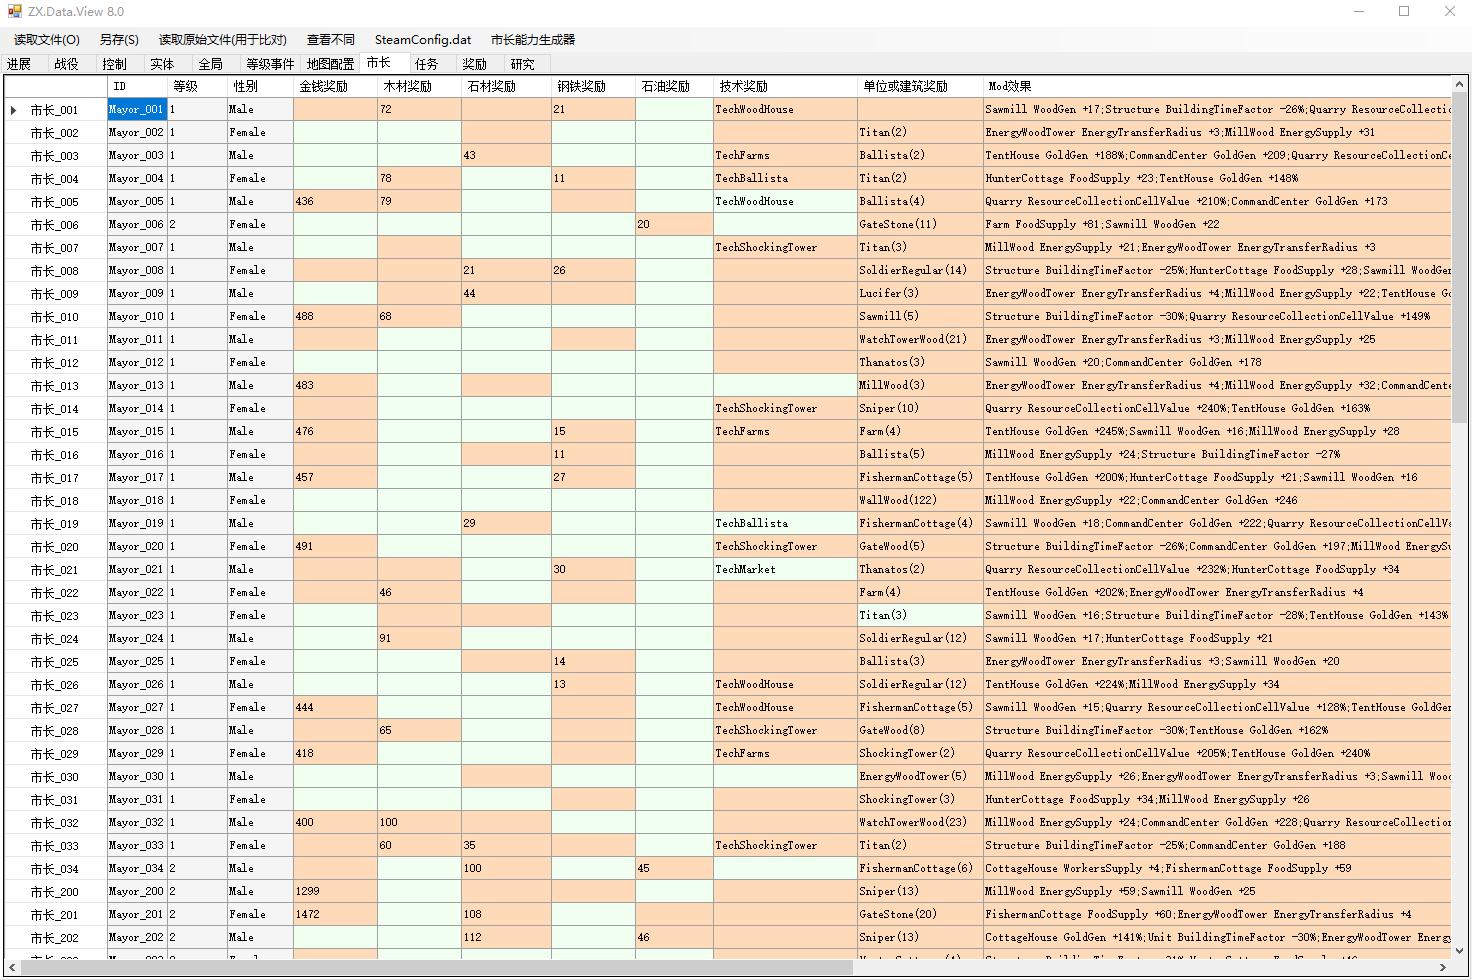 ZX.Data.View 8.0
读取文件(O) 另存(S) 读取原始文件(用于比对) 查看不同 SteamConfig.dat 市长能力生成器
进展 战役 控制 实体 全局 等级事件 地图配置 市长 任务 奖励 研究
ID 等级 性别 金钱奖励 木材奖励 石材奖励 钢铁奖励 石油奖励 技术奖励 单位或建筑奖励 Mod效果
市长_001 Mayor_001 1 Male 72 21 TechWoodHouse Sawmill WoodGen +17;Structure BuildingTimeFactor -26%;Quarry ResourceCollectio
市长_002 Mayor_002 1 Female Titan(2) EnergyWoodTower EnergyTransferRadius +3;MillWood EnergySupply +31
市长_003 Mayor_003 1 Male 43 TechFarms Ballista(2) TentHouse GoldGen +188%;CommandCenter GoldGen +209;Quarry ResourceCollectionCe
市长_004 Mayor_004 1 Female 78 11 TechBallista Titan(2) HunterCottage FoodSupply +23;TentHouse GoldGen +148%
市长_005 Mayor_005 1 Male 436 79 TechWoodHouse Ballista(4) Quarry ResourceCollectionCellValue +210%;CommandCenter GoldGen +173
市长_006 Mayor_006 2 Female 20 GateStone(11) Farm FoodSupply +81;Sawmill WoodGen +22
市长_007 Mayor_007 1 Male TechShockingTower Titan(3) MillWood EnergySupply +21;EnergyWoodTower EnergyTransferRadius +3
市长_008 Mayor_008 1 Female 21 26 SoldierRegular(14) Structure BuildingTimeFactor -25%;HunterCottage FoodSupply +28;Sawmill WoodGen
市长_009 Mayor_009 1 Male 44 Lucifer(3) EnergyWoodTower EnergyTransferRadius +4;MillWood EnergySupply +22;TentHouse Go
市长_010 Mayor_010 1 Female 488 68 Sawmill(5) Structure BuildingTimeFactor -30%;Quarry ResourceCollectionCellValue +149%
市长_011 Mayor_011 1 Male WatchTowerWood(21) EnergyWoodTower EnergyTransferRadius +3;MillWood EnergySupply +25
市长_012 Mayor_012 1 Female Thanatos(3) Sawmill WoodGen +20;CommandCenter GoldGen +178
市长_013 Mayor_013 1 Male 483 MillWood(3) EnergyWoodTower EnergyTransferRadius +4;MillWood EnergySupply +32;CommandCente
市长_014 Mayor_014 1 Female TechShockingTower Sniper(10) Quarry ResourceCollectionCellValue +240%;TentHouse GoldGen +163%
市长_015 Mayor_015 1 Male 476 15 TechFarms Farm(4) TentHouse GoldGen +245%;Sawmill WoodGen +16;MillWood EnergySupply +28
市长_016 Mayor_016 1 Female 11 Ballista(5) MillWood EnergySupply +24;Structure BuildingTimeFactor -27%
市长_017 Mayor_017 1 Male 457 27 FishermanCottage(5) TentHouse GoldGen +200%;HunterCottage FoodSupply +21;Sawmill WoodGen +16
市长_018 Mayor_018 1 Female WallWood(122) MillWood EnergySupply +22;CommandCenter GoldGen +246
市长_019 Mayor_019 1 Male 29 TechBallista FishermanCottage(4) Sawmill WoodGen +18;CommandCenter GoldGen +222;Quarry ResourceCollectionCellVa
市长_020 Mayor_020 1 Female 491 TechShockingTower GateWood(5) Structure BuildingTimeFactor -26%;CommandCenter GoldGen +197;MillWood EnergySu
市长_021 Mayor_021 1 Male 30 TechMarket Thanatos(2) Quarry ResourceCollectionCellValue +232%;HunterCottage FoodSupply +34
市长_022 Mayor_022 1 Female 46 Farm(4) TentHouse GoldGen +202%;EnergyWoodTower EnergyTransferRadius +4
市长_023 Mayor_023 1 Male Titan(3) Sawmill WoodGen +16;Structure BuildingTimeFactor -28%;TentHouse GoldGen +143%
市长_024 Mayor_024 1 Male 91 SoldierRegular(12) Sawmill WoodGen +17;HunterCottage FoodSupply +21
市长_025 Mayor_025 1 Female 14 Ballista(3) EnergyWoodTower EnergyTransferRadius +3;Sawmill WoodGen +20
市长_026 Mayor_026 1 Male 13 TechWoodHouse SoldierRegular(12) TentHouse GoldGen +224%;MillWood EnergySupply +34
市长_027 Mayor_027 1 Female 444 TechWoodHouse FishermanCottage(5) Sawmill WoodGen +15;Quarry ResourceCollectionCellValue +128%;TentHouse GoldGen
市长_028 Mayor_028 1 Male 65 TechShockingTower GateWood(8) Structure BuildingTimeFactor -30%;TentHouse GoldGen +162%
市长_029 Mayor_029 1 Female 418 TechFarms ShockingTower(2) Quarry ResourceCollectionCellValue +205%;TentHouse GoldGen +240%
市长_030 Mayor_030 1 Male EnergyWoodTower(5) MillWood EnergySupply +26;EnergyWoodTower EnergyTransferRadius +3;Sawmill Wood
市长_031 Mayor_031 1 Female ShockingTower(3) HunterCottage FoodSupply +34;MillWood EnergySupply +26
市长_032 Mayor_032 1 Male 400 100 WatchTowerWood(23) MillWood EnergySupply +24;CommandCenter GoldGen +228;Quarry ResourceCollection
市长_033 Mayor_033 1 Female 60 35 TechShockingTower Titan(2) Structure BuildingTimeFactor -25%;CommandCenter GoldGen +188
市长_034 Mayor_034 2 Male 100 45 FishermanCottage(6) CottageHouse WorkersSupply +4;FishermanCottage FoodSupply +59
市长_200 Mayor_200 2 Male 1299 Sniper(13) MillWood EnergySupply +59;Sawmill WoodGen +25
市长_201 Mayor_201 2 Female 1472 108 GateStone(20) FishermanCottage FoodSupply +60;EnergyWoodTower EnergyTransferRadius +4
市长_202 Mayor_202 2 Male 112 46 Sniper(13) CottageHouse GoldGen +141%;Unit BuildingTimeFactor -30%;EnergyWoodTower Energy